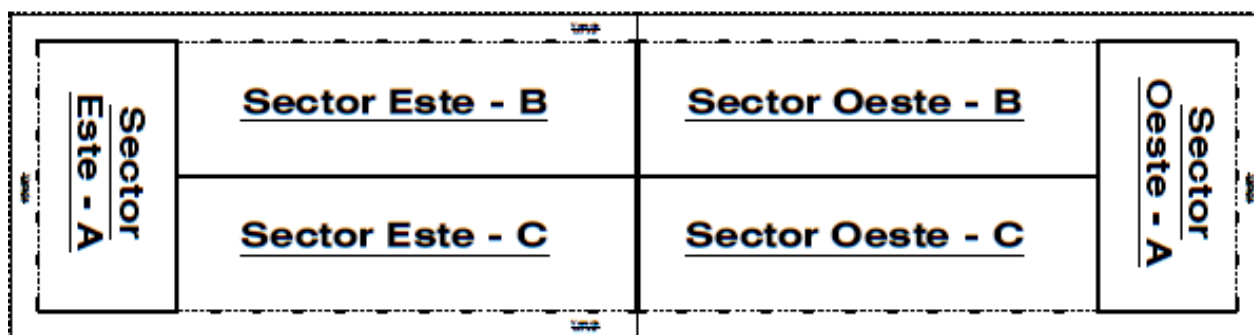 Sector
Este - A
Sector Este - B
Sector Oeste - B
Sector Este - C
Sector Oeste - C
Sector
Oeste - A